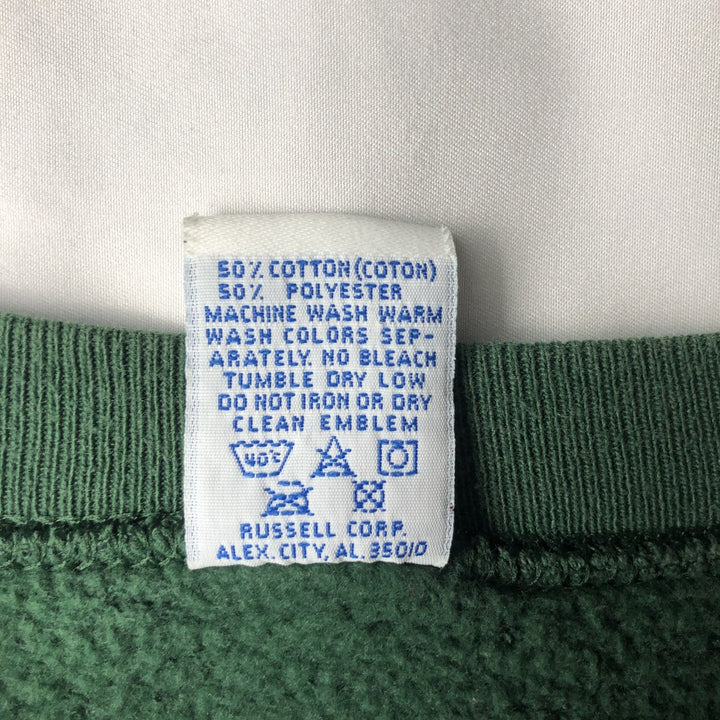 50% COTTON (COTON)
50% POLYESTER
MACHINE WASH WARM
WASH COLORS SEP-
ARATELY. NO BLEACH
TUMBLE DRY LOW
DO NOT IRON OR DRY
CLEAN EMBLEM
40°C
RUSSELL CORP.
ALEX. CITY, AL. 35010